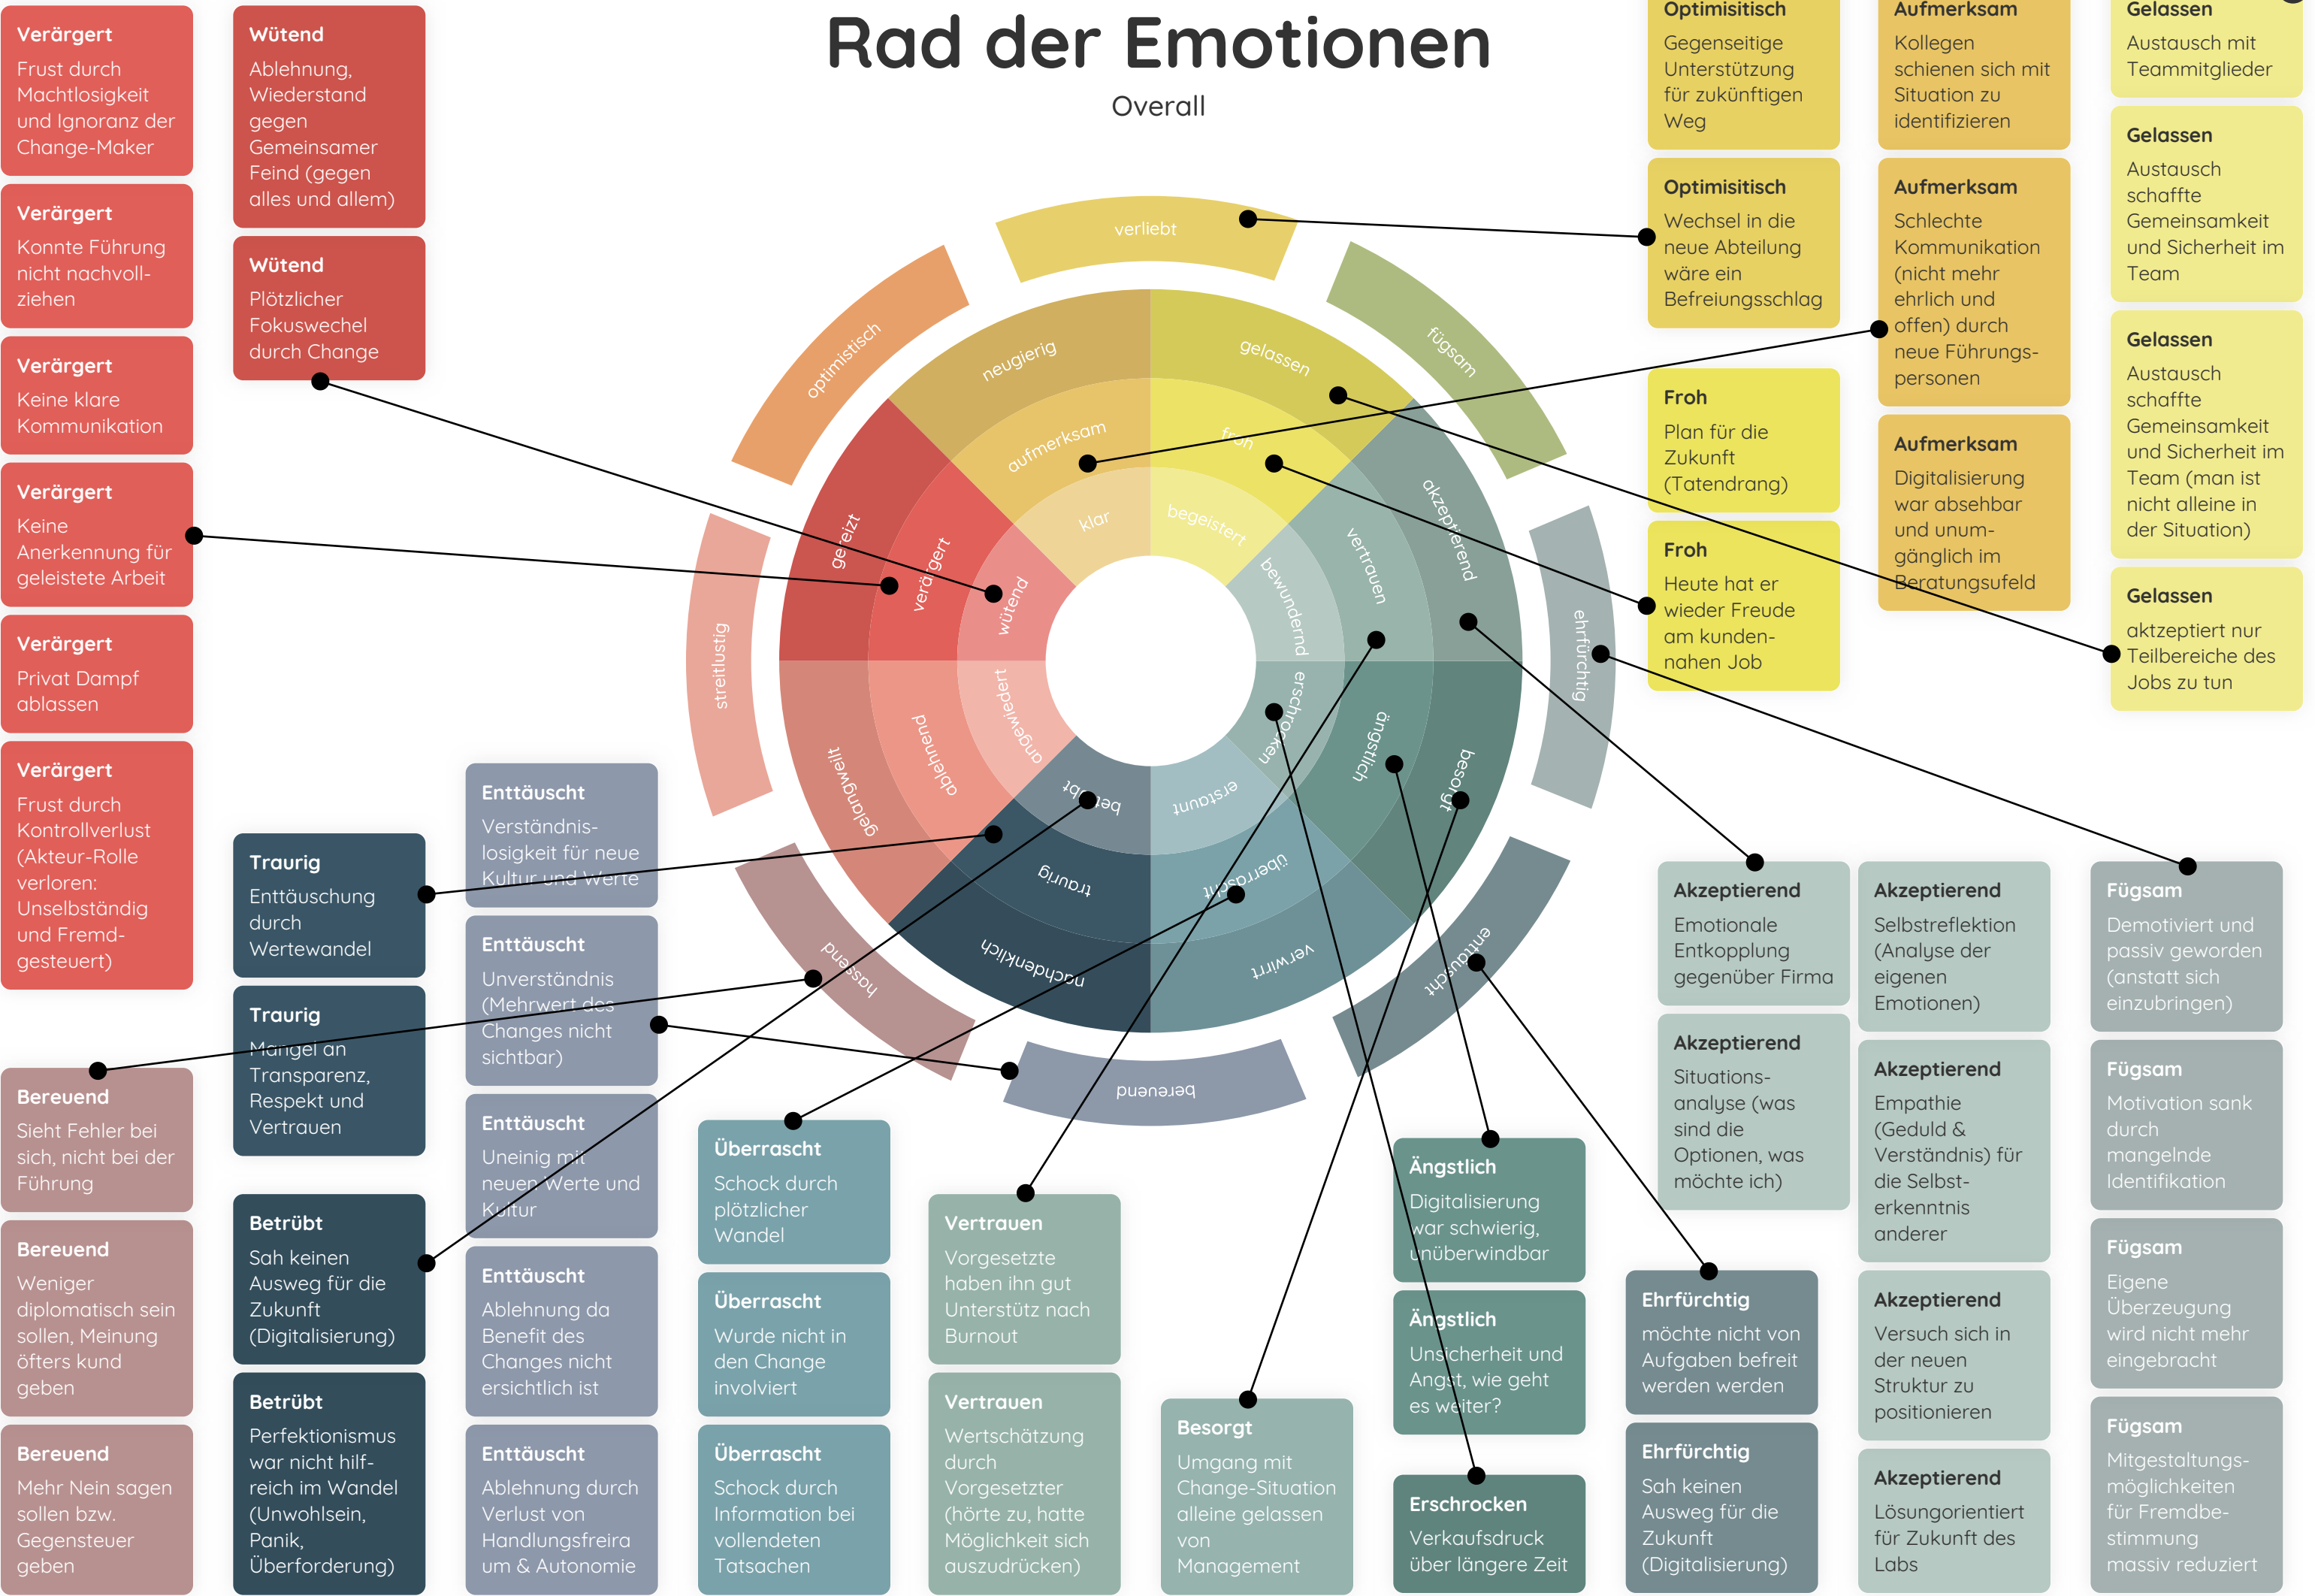 Rad der Emotionen
Overall
Verärgert
Frust durch
Machtlosigkeit
und Ignoranz der
Change-Maker
Verärgert
Konnte Führung
nicht nachvoll-
ziehen
Verärgert
Keine klare
Kommunikation
Verärgert
Keine
Anerkennung für
geleistete Arbeit
Verärgert
Privat Dampf
ablassen
Verärgert
Frust durch
Kontrollverlust
(Akteur-Rolle
verloren:
Unselbständig
und Fremd-
gesteuert)
Bereuend
Sieht Fehler bei
sich, nicht bei der
Führung
Bereuend
Weniger
diplomatisch sein
sollen, Meinung
öfters kund
geben
Bereuend
Mehr Nein sagen
sollen bzw.
Gegensteuer
geben
Wütend
Ablehnung,
Wiederstand
gegen
Gemeinsamer
Feind (gegen
alles und allem)
Wütend
Plötzlicher
Fokuswechel
durch Change
Traurig
Enttäuschung
durch
Wertewandel
Traurig
Mangel an
Transparenz,
Respekt und
Vertrauen
Betrübt
Sah keinen
Ausweg für die
Zukunft
(Digitalisierung)
Betrübt
Perfektionismus
war nicht hilf-
reich im Wandel
(Unwohlsein,
Panik,
Überforderung)
Enttäuscht
Verständnis-
losigkeit für neue
Kultur und Werte
Enttäuscht
Unverständnis
(Mehrwert des
Changes nicht
sichtbar)
Enttäuscht
Uneinig mit
neuen Werte und
Kultur
Enttäuscht
Ablehnung da
Benefit des
Changes nicht
ersichtlich ist
Enttäuscht
Ablehnung durch
Verlust von
Handlungsfreira
um & Autonomie
verliebt
fügsam
ehrfürchtig
enttäuscht
bereuend
hassend
streitlustig
optimistisch
neugierig
gelassen
akzeptierend
besorgt
verwirrt
nachdenklich
gelangweilt
gereizt
aufmerksam
froh
vertrauen
ängstlich
überrascht
traurig
ablehnend
verärgert
klar
begeistert
bewundernd
erschrocken
erstaunt
betrübt
angewiedert
wütend
Überrascht
Schock durch
plötzlicher
Wandel
Überrascht
Wurde nicht in
den Change
involviert
Überrascht
Schock durch
Information bei
vollendeten
Tatsachen
Vertrauen
Vorgesetzte
haben ihn gut
Unterstütz nach
Burnout
Vertrauen
Wertschätzung
durch
Vorgesetzter
(hörte zu, hatte
Möglichkeit sich
auszudrücken)
Besorgt
Umgang mit
Change-Situation
alleine gelassen
von
Management
Ängstlich
Digitalisierung
war schwierig,
unüberwindbar
Ängstlich
Unsicherheit und
Angst, wie geht
es weiter?
Erschrocken
Verkaufsdruck
über längere Zeit
Optimisitisch
Gegenseitige
Unterstützung
für zukünftigen
Weg
Optimisitisch
Wechsel in die
neue Abteilung
wäre ein
Befreiungsschlag
Froh
Plan für die
Zukunft
(Tatendrang)
Froh
Heute hat er
wieder Freude
am kunden-
nahen Job
Aufmerksam
Kollegen
schienen sich mit
Situation zu
identifizieren
Aufmerksam
Schlechte
Kommunikation
(nicht mehr
ehrlich und
offen) durch
neue Führungs-
personen
Aufmerksam
Digitalisierung
war absehbar
und unum-
gänglich im
Beratungsufeld
Gelassen
Austausch mit
Teammitglieder
Gelassen
Austausch
schaffte
Gemeinsamkeit
und Sicherheit im
Team
Gelassen
Austausch
schaffte
Gemeinsamkeit
und Sicherheit im
Team (man ist
nicht alleine in
der Situation)
Gelassen
aktzeptiert nur
Teilbereiche des
Jobs zu tun
Akzeptierend
Emotionale
Entkopplung
gegenüber Firma
Akzeptierend
Situations-
analyse (was
sind die
Optionen, was
möchte ich)
Ehrfürchtig
möchte nicht von
Aufgaben befreit
werden werden
Ehrfürchtig
Sah keinen
Ausweg für die
Zukunft
(Digitalisierung)
Akzeptierend
Selbstreflektion
(Analyse der
eigenen
Emotionen)
Akzeptierend
Empathie
(Geduld &
Verständnis) für
die Selbst-
erkenntnis
anderer
Akzeptierend
Versuch sich in
der neuen
Struktur zu
positionieren
Akzeptierend
Lösungorientiert
für Zukunft des
Labs
Fügsam
Demotiviert und
passiv geworden
(anstatt sich
einzubringen)
Fügsam
Motivation sank
durch
mangelnde
Identifikation
Fügsam
Eigene
Überzeugung
wird nicht mehr
eingebracht
Fügsam
Mitgestaltungs-
möglichkeiten
für Fremdbe-
stimmung
massiv reduziert